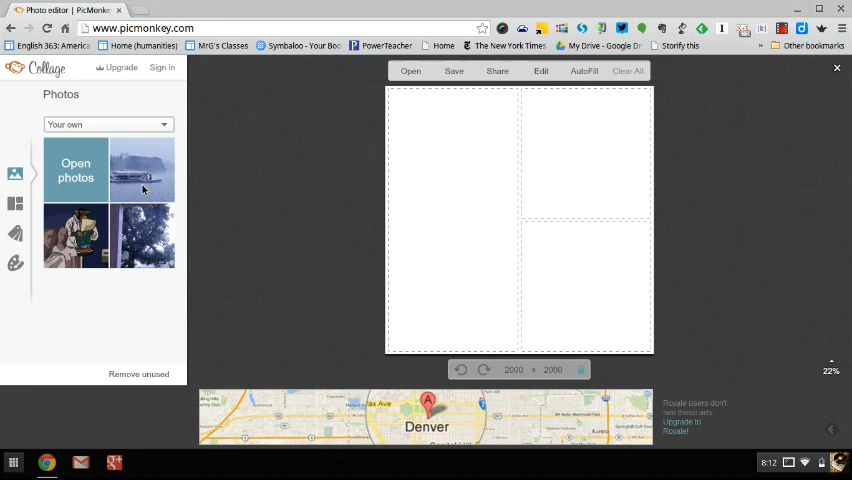 Photo editor | PicMonkey
www.picmonkey.com
English 363: America
Home (humanities)
MrG's Classes
Symbaloo - Your Boo
PowerTeacher
Home
The New York Times
My Drive - Google Dr
Storify this
»
Other bookmarks
Collage
Upgrade
Sign in
Open
Save
Share
Edit
AutoFill
Clear All
Photos
Your own
Open
photos
Remove unused
2000 x 2000
22%
A
Denver
Aurora
Royale users don't
see these ads.
Upgrade to
Royale!
8:12